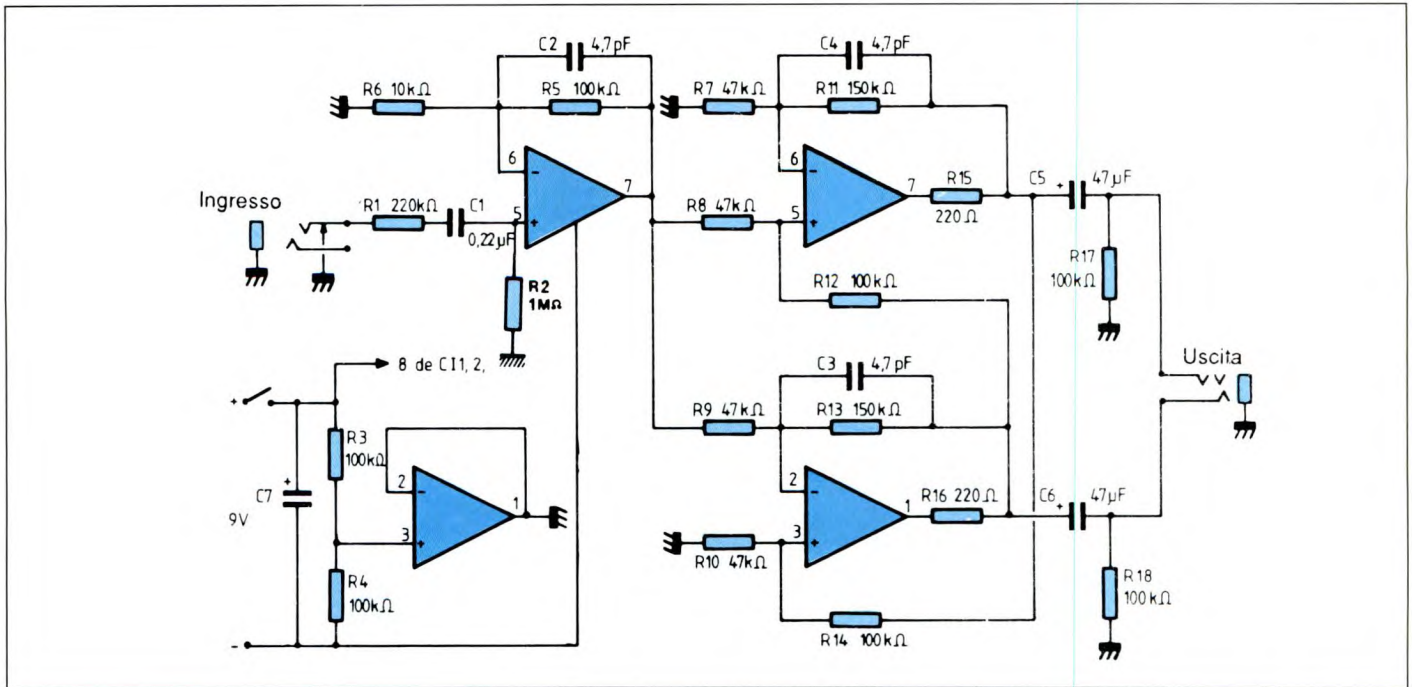 C2 4,7pF
R6 10kΩ
R5 100kΩ
6
−
7
5
+
Ingresso
R1 220kΩ
C1
0,22µF
R2
1MΩ
C4 4,7pF
R7 47kΩ
R11 150kΩ
6
−
7
R15
220Ω
R8 47kΩ
5
+
R12 100kΩ
C5
+
47µF
R17
100kΩ
Uscita
C3 4,7pF
R9 47kΩ
R13 150kΩ
2
−
1
R16 220Ω
3
+
R10 47kΩ
R14 100kΩ
C6
+
47µF
R18
100kΩ
8 de CI1, 2,
+
R3
100kΩ
C7
+
9V
2
−
1
3
+
R4
100kΩ
-